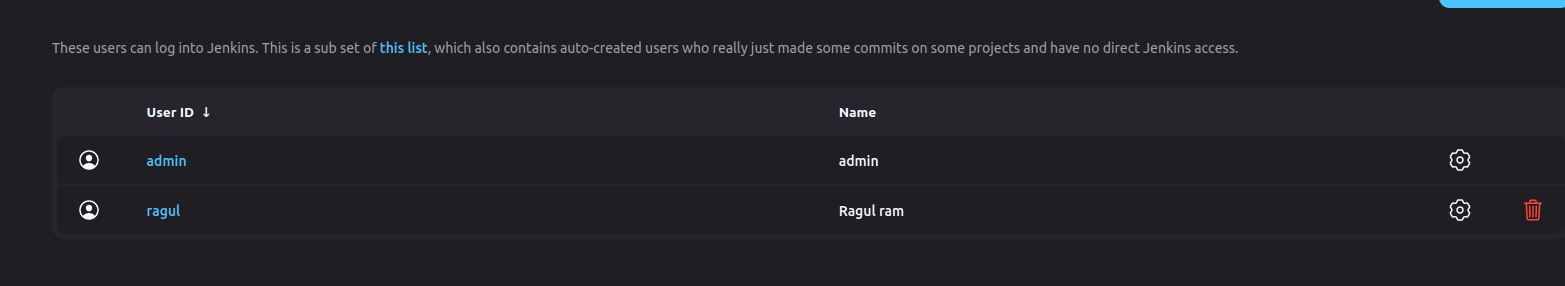 These users can log into Jenkins. This is a sub set of this list, which also contains auto-created users who really just made some commits on some projects and have no direct Jenkins access.
User ID ↓ Name
admin admin
ragul Ragul ram